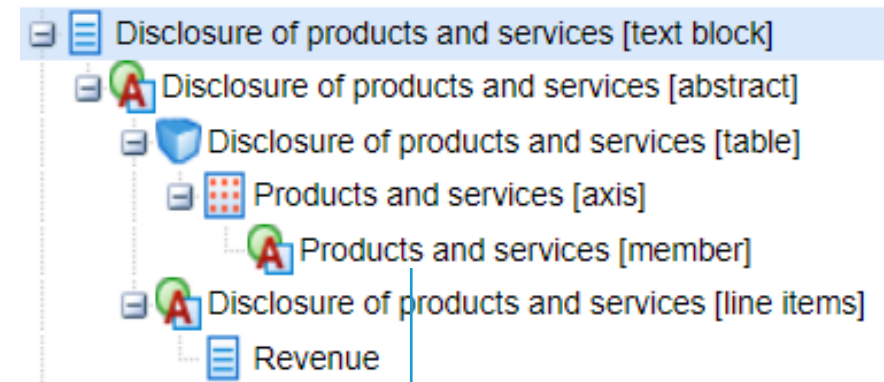 Disclosure of products and services [text block]
Disclosure of products and services [abstract]
Disclosure of products and services [table]
Products and services [axis]
Products and services [member]
Disclosure of products and services [line items]
Revenue